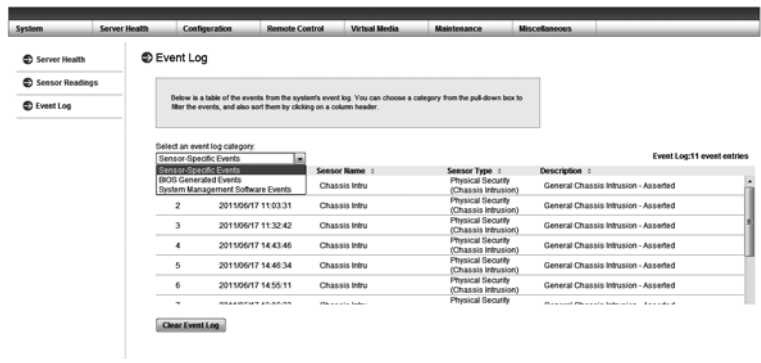 System Server Health Configuration Remote Control Virtual Media Maintenance Miscellaneous
Server Health
Sensor Readings
Event Log
Event Log
Below is a table of the events from the system's event log. You can choose a category from the pull-down box to
filter the events, and also sort them by clicking on a column header.
Select an event log category:
Sensor-Specific Events
Event Log:11 event entries
Sensor-Specific Events
BIOS Generated Events
System Management Software Events
Sensor Name Sensor Type Description
Chassis Intru Physical Security (Chassis Intrusion) General Chassis Intrusion - Asserted
2 2011/06/17 11:03:31 Chassis Intru Physical Security (Chassis Intrusion) General Chassis Intrusion - Asserted
3 2011/06/17 11:32:42 Chassis Intru Physical Security (Chassis Intrusion) General Chassis Intrusion - Asserted
4 2011/06/17 14:43:46 Chassis Intru Physical Security (Chassis Intrusion) General Chassis Intrusion - Asserted
5 2011/06/17 14:46:34 Chassis Intru Physical Security (Chassis Intrusion) General Chassis Intrusion - Asserted
6 2011/06/17 14:55:11 Chassis Intru Physical Security (Chassis Intrusion) General Chassis Intrusion - Asserted
Physical Security
Clear Event Log